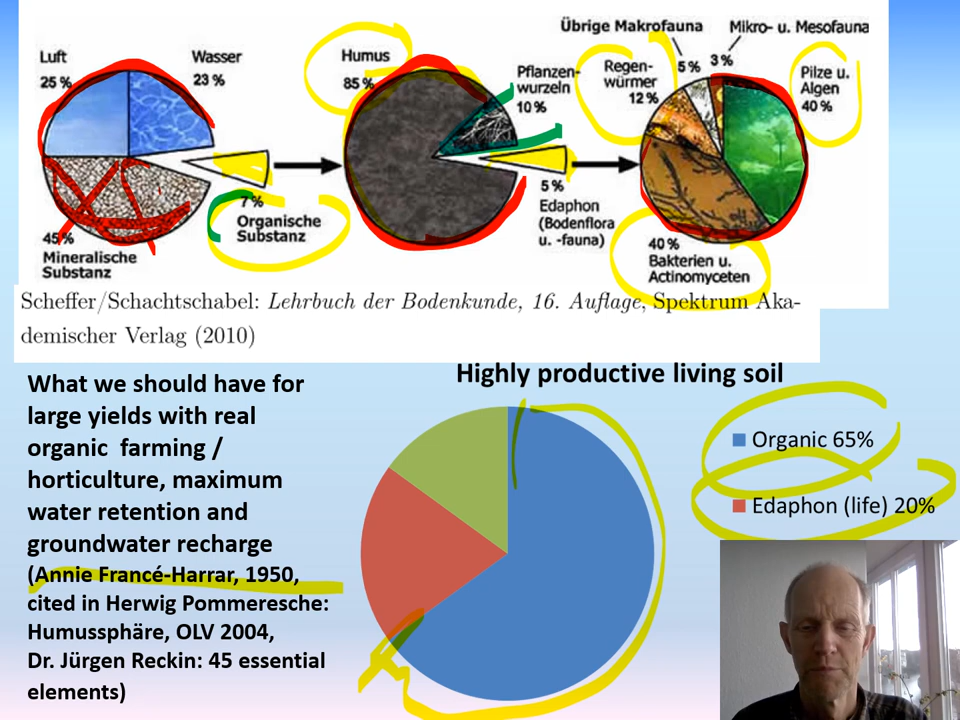 Luft
25 %
Wasser
23 %
45 %
Mineralische
Substanz
7 %
Organische
Substanz
Humus
85 %
Pflanzen-
wurzeln
10 %
5 %
Edaphon
(Bodenflora
u. -fauna)
Übrige Makrofauna
5 %
Mikro- u. Mesofauna
3 %
Regen-
würmer
12 %
Pilze u.
Algen
40 %
40 %
Bakterien u.
Actinomyceten
Scheffer/Schachtschabel: Lehrbuch der Bodenkunde, 16. Auflage, Spektrum Aka-
demischer Verlag (2010)
What we should have for
large yields with real
organic farming /
horticulture, maximum
water retention and
groundwater recharge
(Annie Francé-Harrar, 1950,
cited in Herwig Pommeresche:
Humussphäre, OLV 2004,
Dr. Jürgen Reckin: 45 essential
elements)
Highly productive living soil
Organic 65%
Edaphon (life) 20%